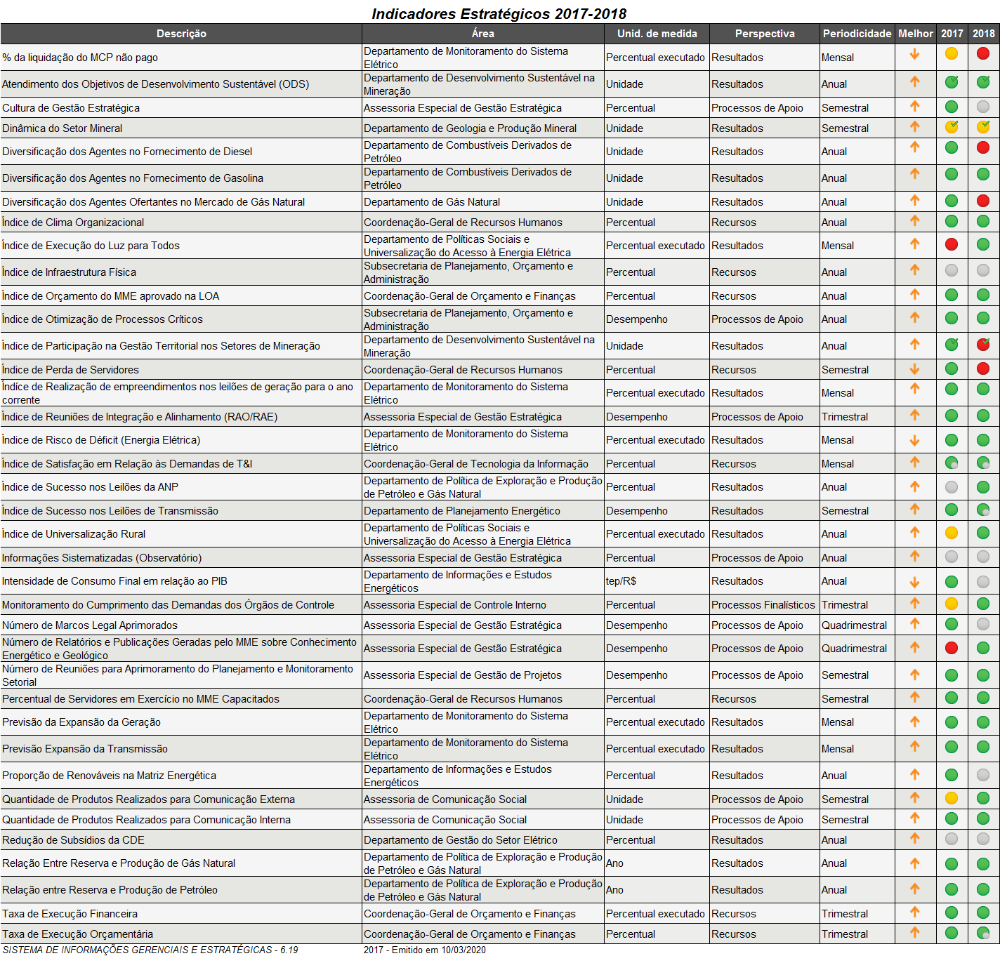 Indicadores Estratégicos 2017-2018
Descrição Área Unid. de medida Perspectiva Periodicidade Melhor 2017 2018
% da liquidação do MCP não pago Departamento de Monitoramento do Sistema Elétrico Percentual executado Resultados Mensal
Atendimento dos Objetivos de Desenvolvimento Sustentável (ODS) Departamento de Desenvolvimento Sustentável na Mineração Unidade Resultados Anual
Cultura de Gestão Estratégica Assessoria Especial de Gestão Estratégica Percentual Processos de Apoio Semestral
Dinâmica do Setor Mineral Departamento de Geologia e Produção Mineral Unidade Resultados Semestral
Diversificação dos Agentes no Fornecimento de Diesel Departamento de Combustíveis Derivados de Petróleo Unidade Resultados Anual
Diversificação dos Agentes no Fornecimento de Gasolina Departamento de Combustíveis Derivados de Petróleo Unidade Resultados Anual
Diversificação dos Agentes Ofertantes no Mercado de Gás Natural Departamento de Gás Natural Unidade Resultados Anual
Índice de Clima Organizacional Coordenação-Geral de Recursos Humanos Percentual Recursos Anual
Índice de Execução do Luz para Todos Departamento de Políticas Sociais e Universalização do Acesso à Energia Elétrica Percentual executado Resultados Mensal
Índice de Infraestrutura Física Subsecretaria de Planejamento, Orçamento e Administração Percentual Recursos Anual
Índice de Orçamento do MME aprovado na LOA Coordenação-Geral de Orçamento e Finanças Percentual Recursos Anual
Índice de Otimização de Processos Críticos Subsecretaria de Planejamento, Orçamento e Administração Desempenho Processos de Apoio Anual
Índice de Participação na Gestão Territorial nos Setores de Mineração Departamento de Desenvolvimento Sustentável na Mineração Unidade Resultados Anual
Índice de Perda de Servidores Coordenação-Geral de Recursos Humanos Percentual Recursos Semestral
Índíce de Realização de empreendimentos nos leilões de geração para o ano corrente Departamento de Monitoramento do Sistema Elétrico Percentual executado Resultados Mensal
Índice de Reuniões de Integração e Alinhamento (RAO/RAE) Assessoria Especial de Gestão Estratégica Desempenho Processos de Apoio Trimestral
Índice de Risco de Déficit (Energia Elétrica) Departamento de Monitoramento do Sistema Elétrico Percentual executado Resultados Mensal
Índice de Satisfação em Relação às Demandas de T&I Coordenação-Geral de Tecnologia da Informação Percentual Recursos Mensal
Índice de Sucesso nos Leilões da ANP Departamento de Política de Exploração e Produção de Petróleo e Gás Natural Percentual Resultados Anual
Índice de Sucesso nos Leilões de Transmissão Departamento de Planejamento Energético Desempenho Resultados Semestral
Índice de Universalização Rural Departamento de Políticas Sociais e Universalização do Acesso à Energia Elétrica Percentual executado Resultados Anual
Informações Sistematizadas (Observatório) Assessoria Especial de Gestão Estratégica Percentual Processos de Apoio Anual
Intensidade de Consumo Final em relação ao PIB Departamento de Informações e Estudos Energéticos tep/R$ Resultados Anual
Monitoramento do Cumprimento das Demandas dos Órgãos de Controle Assessoria Especial de Controle Interno Percentual Processos Finalísticos Trimestral
Número de Marcos Legal Aprimorados Assessoria Especial de Gestão Estratégica Desempenho Processos de Apoio Quadrimestral
Número de Relatórios e Publicações Geradas pelo MME sobre Conhecimento Energético e Geológico Assessoria Especial de Gestão Estratégica Desempenho Processos de Apoio Quadrimestral
Número de Reuniões para Aprimoramento do Planejamento e Monitoramento Setorial Assessoria Especial de Gestão de Projetos Desempenho Processos de Apoio Semestral
Percentual de Servidores em Exercício no MME Capacitados Coordenação-Geral de Recursos Humanos Percentual Recursos Semestral
Previsão da Expansão da Geração Departamento de Monitoramento do Sistema Elétrico Percentual executado Resultados Mensal
Previsão Expansão da Transmissão Departamento de Monitoramento do Sistema Elétrico Percentual executado Resultados Mensal
Proporção de Renováveis na Matriz Energética Departamento de Informações e Estudos Energéticos Percentual Resultados Anual
Quantidade de Produtos Realizados para Comunicação Externa Assessoria de Comunicação Social Unidade Processos de Apoio Semestral
Quantidade de Produtos Realizados para Comunicação Interna Assessoria de Comunicação Social Unidade Processos de Apoio Semestral
Redução de Subsídios da CDE Departamento de Gestão do Setor Elétrico Percentual Resultados Anual
Relação Entre Reserva e Produção de Gás Natural Departamento de Política de Exploração e Produção de Petróleo e Gás Natural Ano Resultados Anual
Relação entre Reserva e Produção de Petróleo Departamento de Política de Exploração e Produção de Petróleo e Gás Natural Ano Resultados Anual
Taxa de Execução Financeira Coordenação-Geral de Orçamento e Finanças Percentual executado Recursos Trimestral
Taxa de Execução Orçamentária Coordenação-Geral de Orçamento e Finanças Percentual Recursos Trimestral
SISTEMA DE INFORMAÇÕES GERENCIAIS E ESTRATÉGICAS - 6.19 2017 - Emitido em 10/03/2020